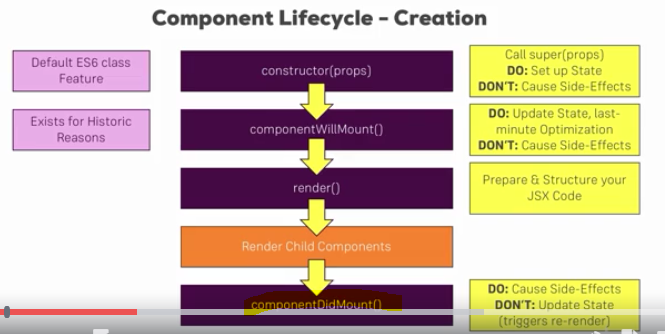 Component Lifecycle - Creation
Default ES6 class
Feature
constructor(props)
Call super(props)
DO: Set up State
DON'T: Cause Side-Effects
Exists for Historic
Reasons
componentWillMount()
DO: Update State, last-
minute Optimization
DON'T: Cause Side-Effects
render()
Prepare & Structure your
JSX Code
Render Child Components
componentDidMount()
DO: Cause Side-Effects
DON'T: Update State
(triggers re-render)